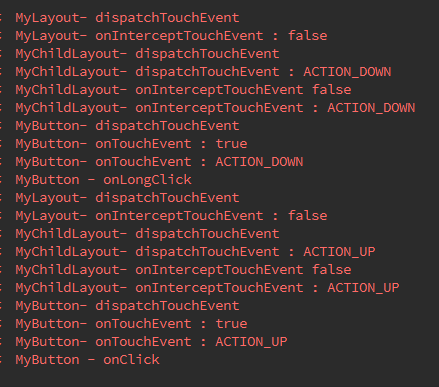 : MyLayout- dispatchTouchEvent
: MyLayout- onInterceptTouchEvent : false
: MyChildLayout- dispatchTouchEvent
: MyChildLayout- dispatchTouchEvent : ACTION_DOWN
: MyChildLayout- onInterceptTouchEvent false
: MyChildLayout- onInterceptTouchEvent : ACTION_DOWN
: MyButton- dispatchTouchEvent
: MyButton- onTouchEvent : true
: MyButton- onTouchEvent : ACTION_DOWN
: MyButton - onLongClick
: MyLayout- dispatchTouchEvent
: MyLayout- onInterceptTouchEvent : false
: MyChildLayout- dispatchTouchEvent
: MyChildLayout- dispatchTouchEvent : ACTION_UP
: MyChildLayout- onInterceptTouchEvent false
: MyChildLayout- onInterceptTouchEvent : ACTION_UP
: MyButton- dispatchTouchEvent
: MyButton- onTouchEvent : true
: MyButton- onTouchEvent : ACTION_UP
: MyButton - onClick